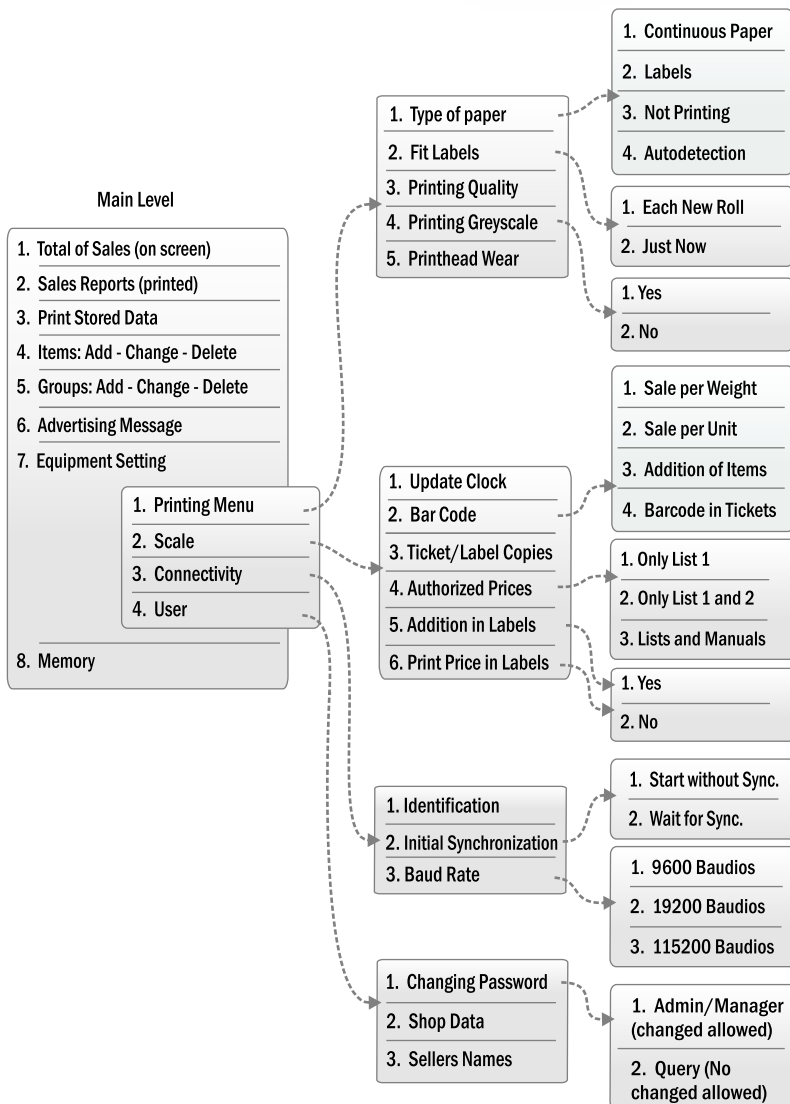 Main Level
1. Total of Sales (on screen)
2. Sales Reports (printed)
3. Print Stored Data
4. Items: Add - Change - Delete
5. Groups: Add - Change - Delete
6. Advertising Message
7. Equipment Setting
1. Printing Menu
2. Scale
3. Connectivity
4. User
8. Memory
1. Type of paper
2. Fit Labels
3. Printing Quality
4. Printing Greyscale
5. Printhead Wear
1. Continuous Paper
2. Labels
3. Not Printing
4. Autodetection
1. Each New Roll
2. Just Now
1. Yes
2. No
1. Update Clock
2. Bar Code
3. Ticket/Label Copies
4. Authorized Prices
5. Addition in Labels
6. Print Price in Labels
1. Sale per Weight
2. Sale per Unit
3. Addition of Items
4. Barcode in Tickets
1. Only List 1
2. Only List 1 and 2
3. Lists and Manuals
1. Yes
2. No
1. Identification
2. Initial Synchronization
3. Baud Rate
1. Start without Sync.
2. Wait for Sync.
1. 9600 Baudios
2. 19200 Baudios
3. 115200 Baudios
1. Changing Password
2. Shop Data
3. Sellers Names
1. Admin/Manager
(changed allowed)
2. Query (No
changed allowed)